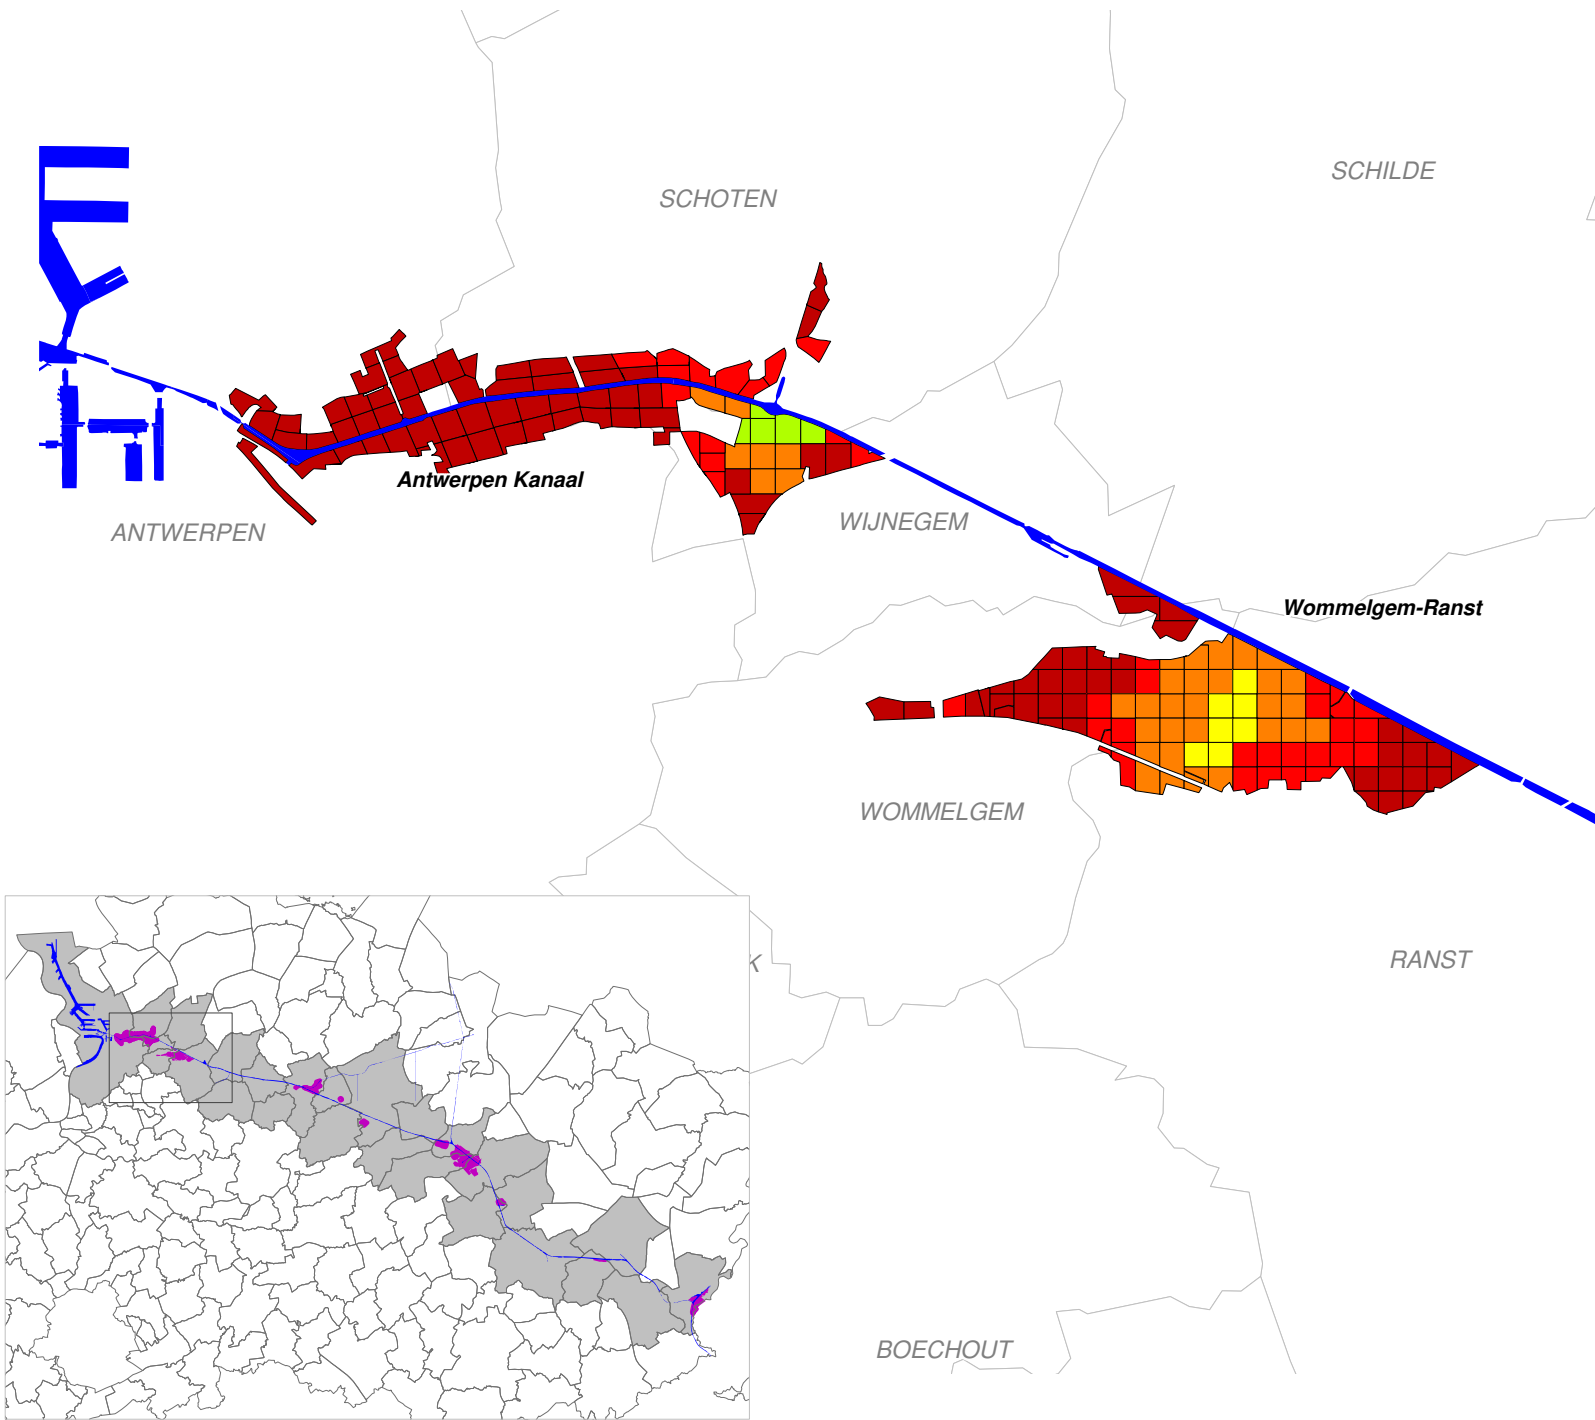 SCHILDE
SCHOTEN
Antwerpen Kanaal
WIJNEGEM
ANTWERPEN
Wommelgem-Ranst
WOMMELGEM
K
RANST
BOECHOUT